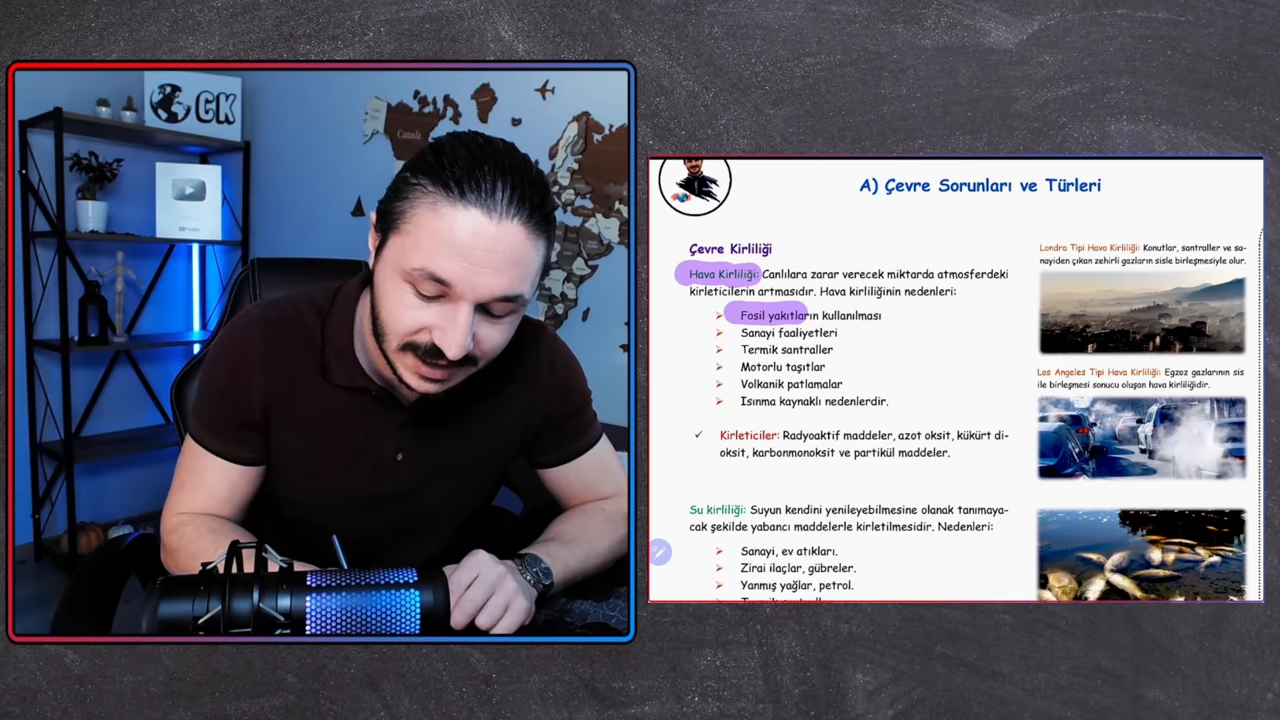 CK
Canada
A) Çevre Sorunları ve Türleri
Çevre Kirliliği
Hava Kirliliği: Canlılara zarar verecek miktarda atmosferdeki
kirleticilerin artmasıdır. Hava kirliliğinin nedenleri:
Fosil yakıtların kullanılması
Sanayi faaliyetleri
Termik santraller
Motorlu taşıtlar
Volkanik patlamalar
Isınma kaynaklı nedenlerdir.
Kirleticiler: Radyoaktif maddeler, azot oksit, kükürt di-
oksit, karbonmonoksit ve partikül maddeler.
Su kirliliği: Suyun kendini yenileyebilmesine olanak tanımaya-
cak şekilde yabancı maddelerle kirletilmesidir. Nedenleri:
Sanayi, ev atıkları.
Zirai ilaçlar, gübreler.
Yanmış yağlar, petrol.
Londra Tipi Hava Kirliliği: Konutlar, santraller ve sa-
nayiden çıkan zehirli gazların sisle birleşmesiyle olur.
Los Angeles Tipi Hava Kirliliği: Egzoz gazlarının sis
ile birleşmesi sonucu oluşan hava kirliliğidir.